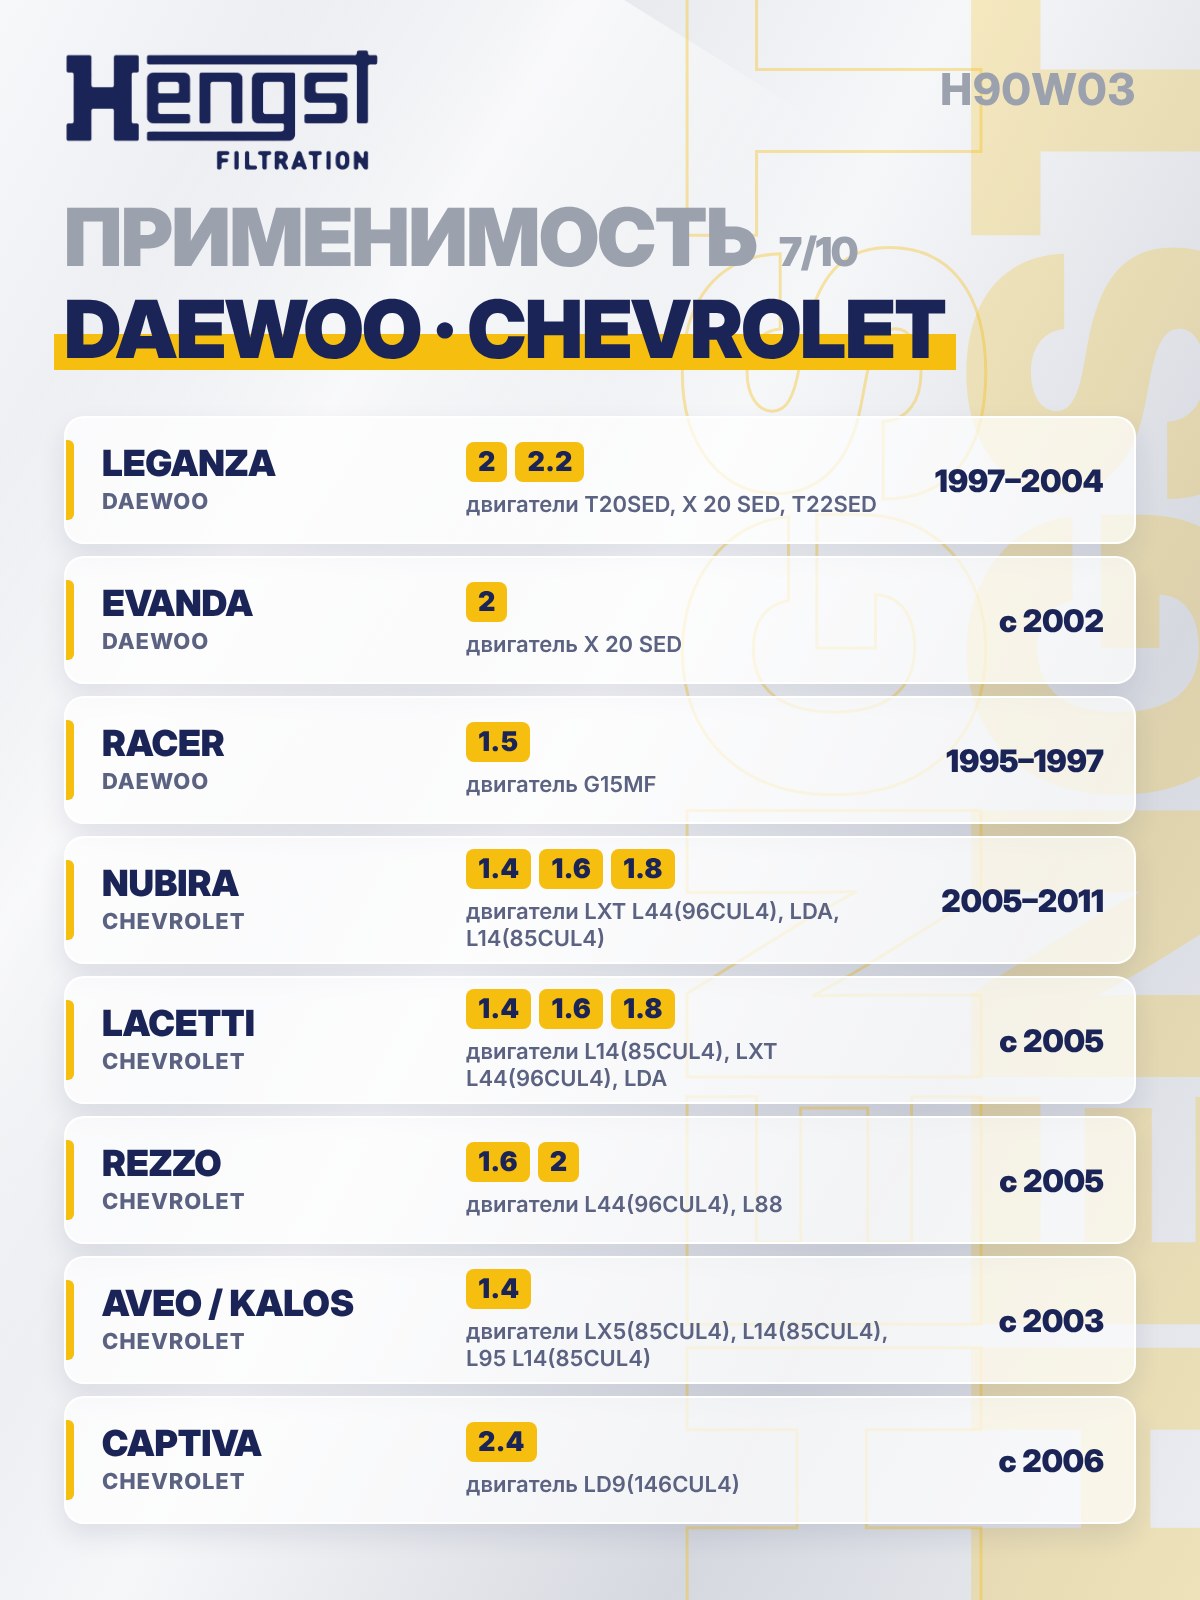 Hengst
FILTRATION
H90W03
ПРИМЕНИМОСТЬ 7/10
DAEWOO · CHEVROLET
LEGANZA
DAEWOO
2 2.2
двигатели T20SED, X 20 SED, T22SED
1997–2004
EVANDA
DAEWOO
2
двигатель X 20 SED
с 2002
RACER
DAEWOO
1.5
двигатель G15MF
1995–1997
NUBIRA
CHEVROLET
1.4 1.6 1.8
двигатели LXT L44(96CUL4), LDA,
L14(85CUL4)
2005–2011
LACETTI
CHEVROLET
1.4 1.6 1.8
двигатели L14(85CUL4), LXT
L44(96CUL4), LDA
с 2005
REZZO
CHEVROLET
1.6 2
двигатели L44(96CUL4), L88
с 2005
AVEO / KALOS
CHEVROLET
1.4
двигатели LX5(85CUL4), L14(85CUL4),
L95 L14(85CUL4)
с 2003
CAPTIVA
CHEVROLET
2.4
двигатель LD9(146CUL4)
с 2006
HENGST
HENGST